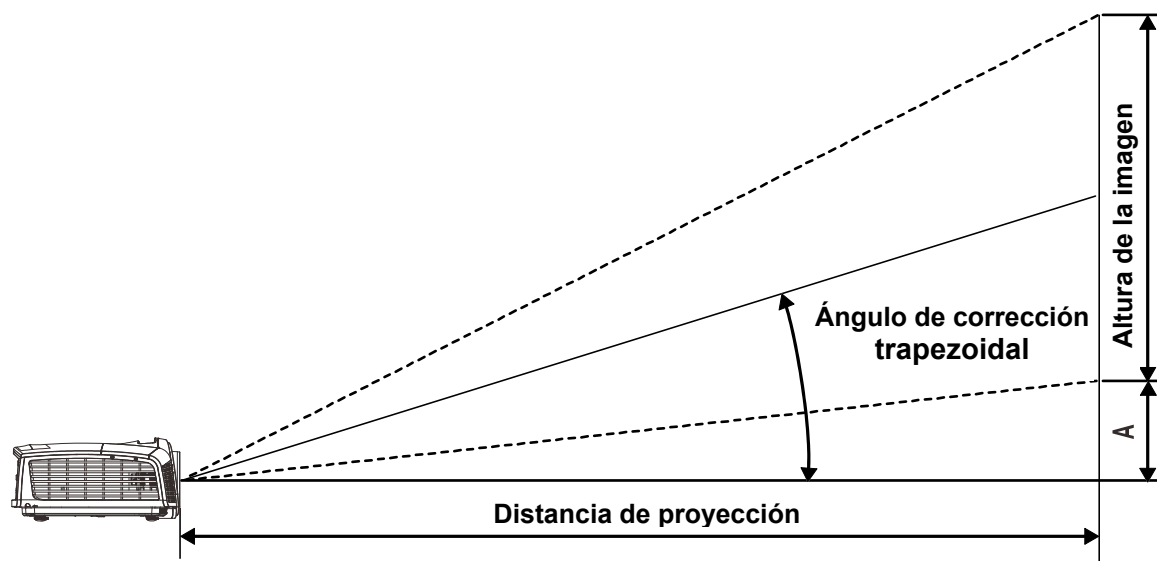 Altura de la imagen
Ángulo de corrección
trapezoidal
A
Distancia de proyección